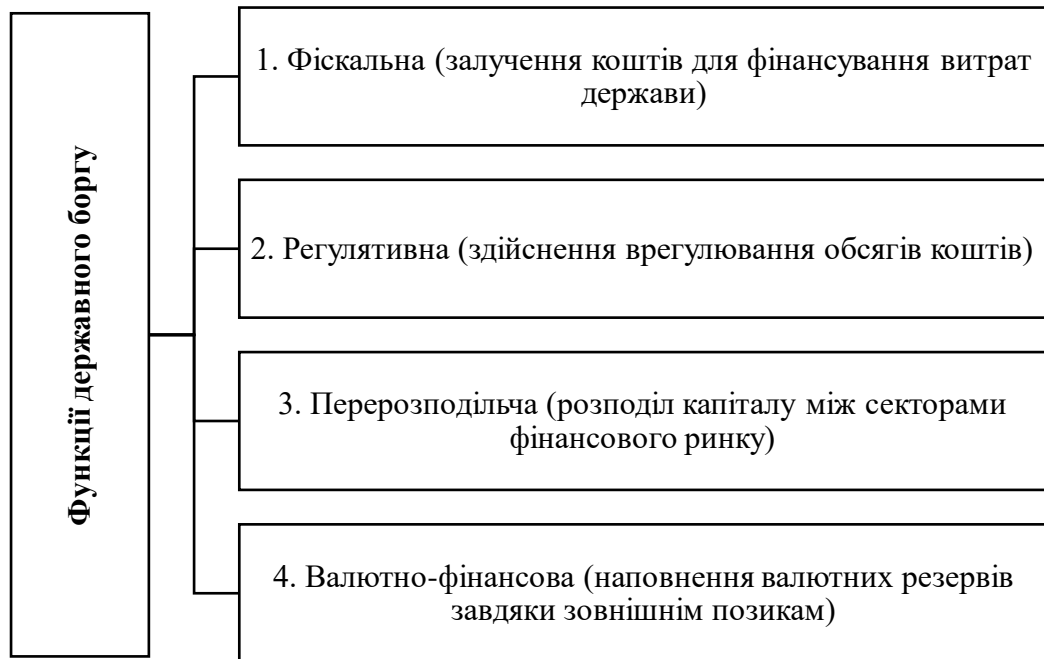 Функції державного боргу
1. Фіскальна (залучення коштів для фінансування витрат
держави)
2. Регулятивна (здійснення врегулювання обсягів коштів)
3. Перерозподільча (розподіл капіталу між секторами
фінансового ринку)
4. Валютно-фінансова (наповнення валютних резервів
завдяки зовнішнім позикам)